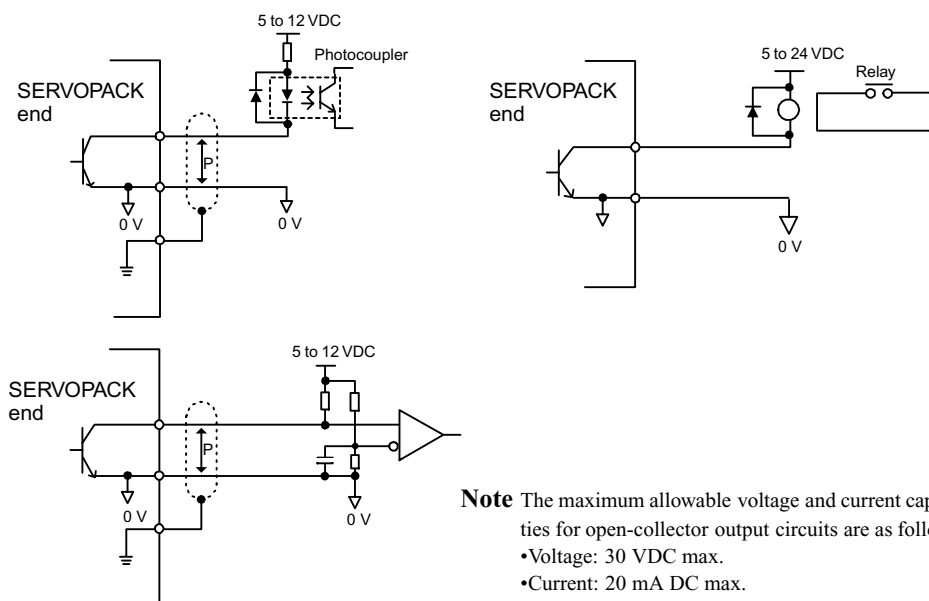 5 to 12 VDC
Photocoupler
SERVOPACK
end
P
0 V
0 V
5 to 24 VDC
Relay
SERVOPACK
end
0 V
5 to 12 VDC
SERVOPACK
end
P
0 V
0 V
Note The maximum allowable voltage and current cap
ties for open-collector output circuits are as follo
•Voltage: 30 VDC max.
•Current: 20 mA DC max.